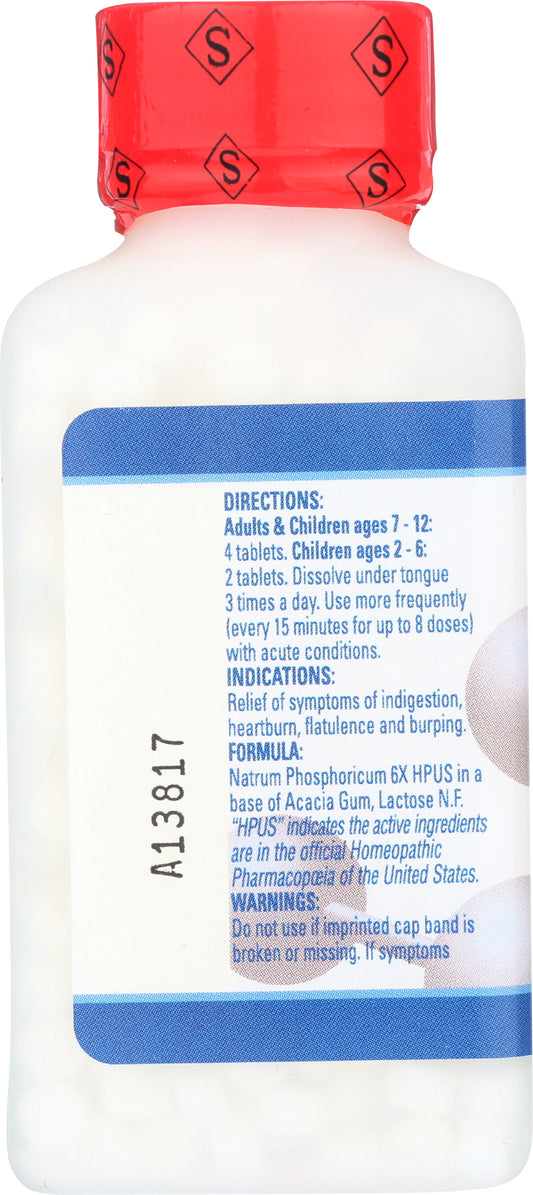 S
S
S
S
S
S
DIRECTIONS:
Adults & Children ages 7 - 12:
4 tablets. Children ages 2 - 6:
2 tablets. Dissolve under tongue
3 times a day. Use more frequently
(every 15 minutes for up to 8 doses)
with acute conditions.
INDICATIONS:
Relief of symptoms of indigestion,
heartburn, flatulence and burping.
FORMULA:
Natrum Phosphoricum 6X HPUS in a
base of Acacia Gum, Lactose N.F.
"HPUS" indicates the active ingredients
are in the official Homeopathic
Pharmacopœia of the United States.
WARNINGS:
Do not use if imprinted cap band is
broken or missing. If symptoms
A13817